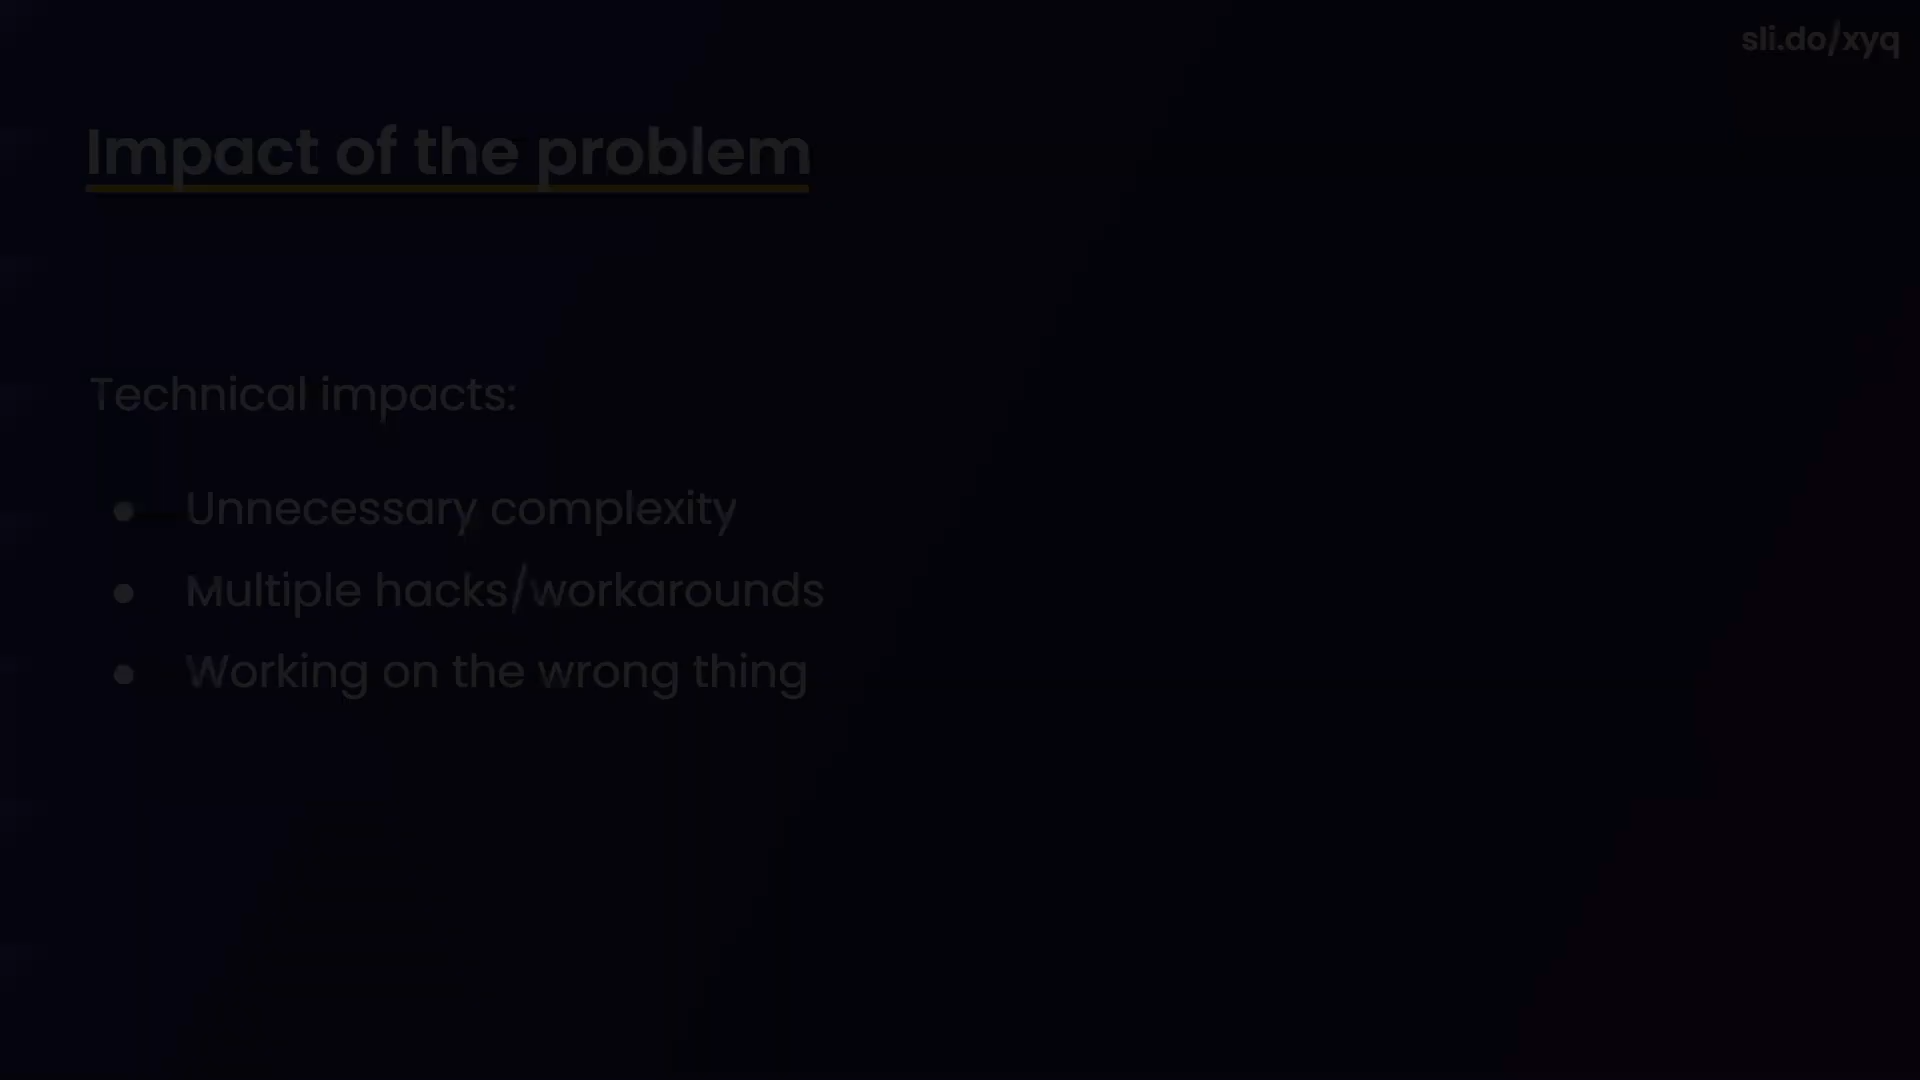 sli.do/xyq
Impact of the problem
Technical impacts:
● Unnecessary complexity
● Multiple hacks/workarounds
● Working on the wrong thing